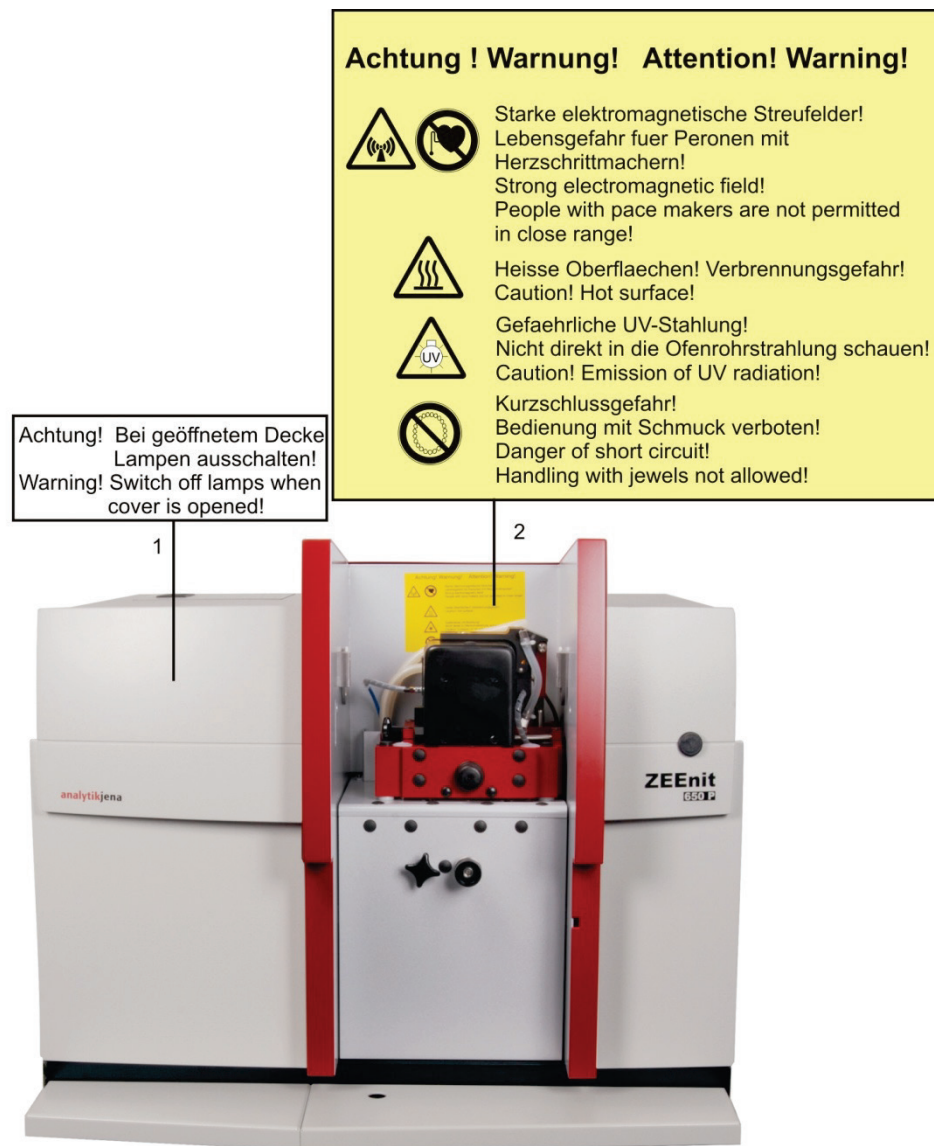 Achtung ! Warnung! Attention! Warning!
Starke elektromagnetische Streufelder!
Lebensgefahr fuer Peronen mit
Herzschrittmachern!
Strong electromagnetic field!
People with pace makers are not permitted
in close range!
Heisse Oberflaechen! Verbrennungsgefahr!
Caution! Hot surface!
UV
Gefaehrliche UV-Stahlung!
Nicht direkt in die Ofenrohrstrahlung schauen!
Caution! Emission of UV radiation!
Kurzschlussgefahr!
Bedienung mit Schmuck verboten!
Danger of short circuit!
Handling with jewels not allowed!
Achtung! Bei geöffnetem Decke
Lampen ausschalten!
Warning! Switch off lamps when
cover is opened!
1
2
Achtung! Warnung! Attention! Warning!
analytikjena
ZEEnit
650 P